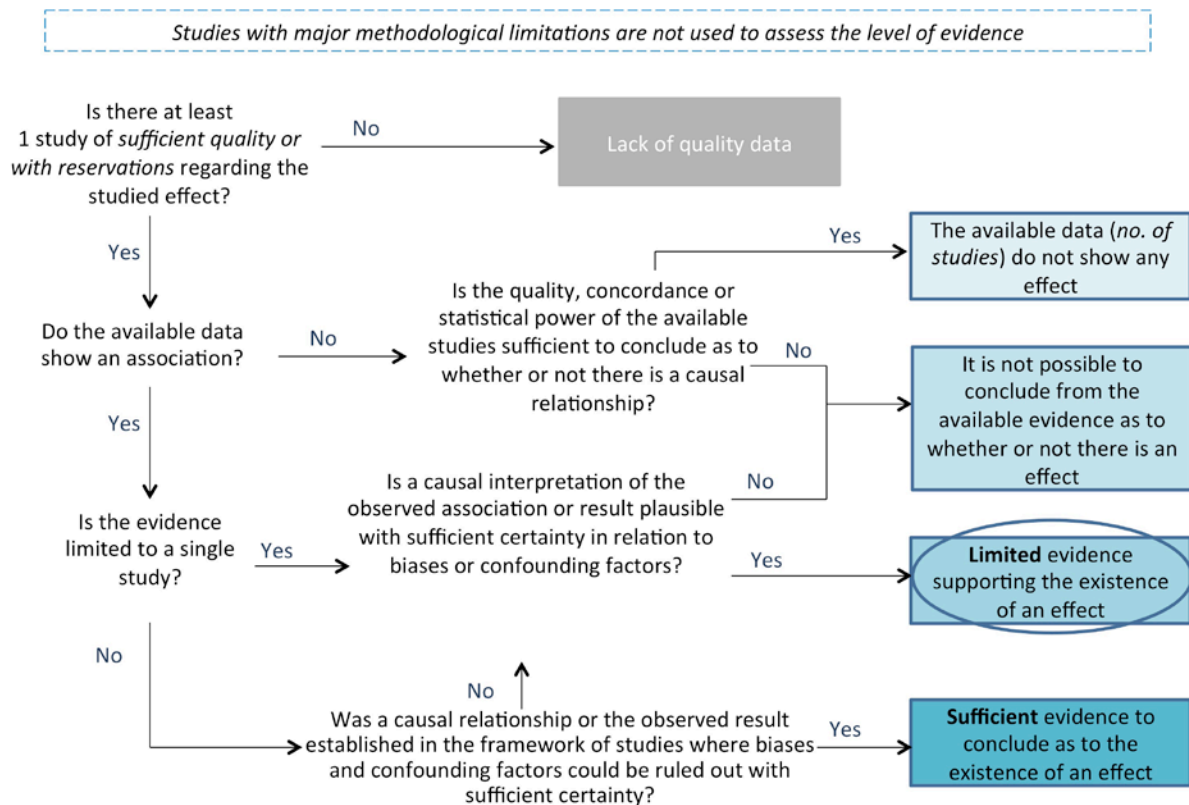 Studies with major methodological limitations are not used to assess the level of evidence
Is there at least
1 study of sufficient quality or
with reservations regarding the
studied effect?
No
Lack of quality data
Yes
Yes
The available data (no. of
studies) do not show any
effect
Do the available data
show an association?
No
Is the quality, concordance or
statistical power of the available
studies sufficient to conclude as to
whether or not there is a causal
relationship?
No
It is not possible to
conclude from the
available evidence as to
whether or not there is an
effect
Yes
Is the evidence
limited to a single
study?
Yes
Is a causal interpretation of the
observed association or result plausible
with sufficient certainty in relation to
biases or confounding factors?
No
Yes
Limited evidence
supporting the existence
of an effect
No
No
Was a causal relationship or the observed result
established in the framework of studies where biases
and confounding factors could be ruled out with
sufficient certainty?
Yes
Sufficient evidence to
conclude as to the
existence of an effect